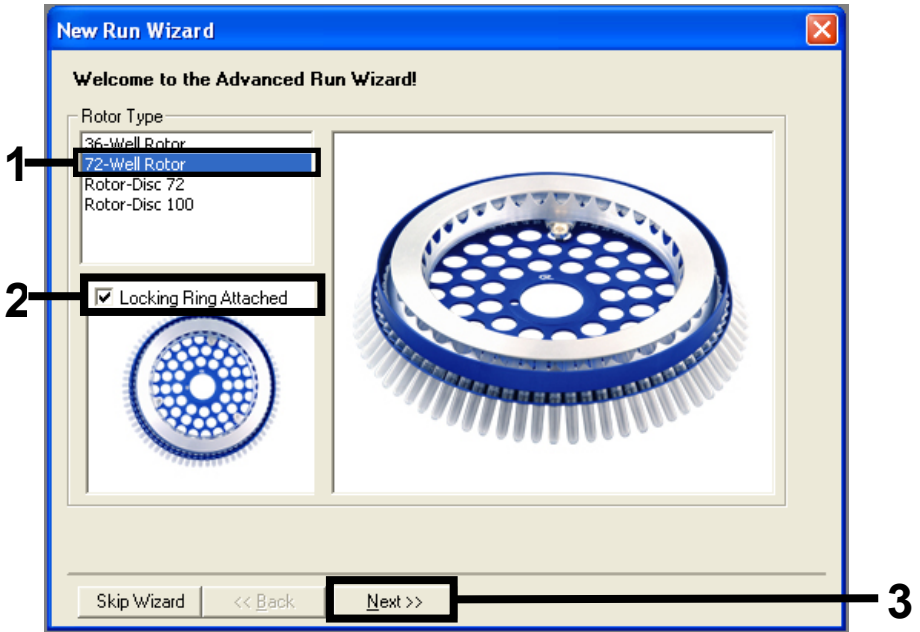 New Run Wizard
Welcome to the Advanced Run Wizard!
Rotor Type
36-Well Rotor
1
72-Well Rotor
Rotor-Disc 72
Rotor-Disc 100
2
Locking Ring Attached
Skip Wizard
<< Back
Next >>
3